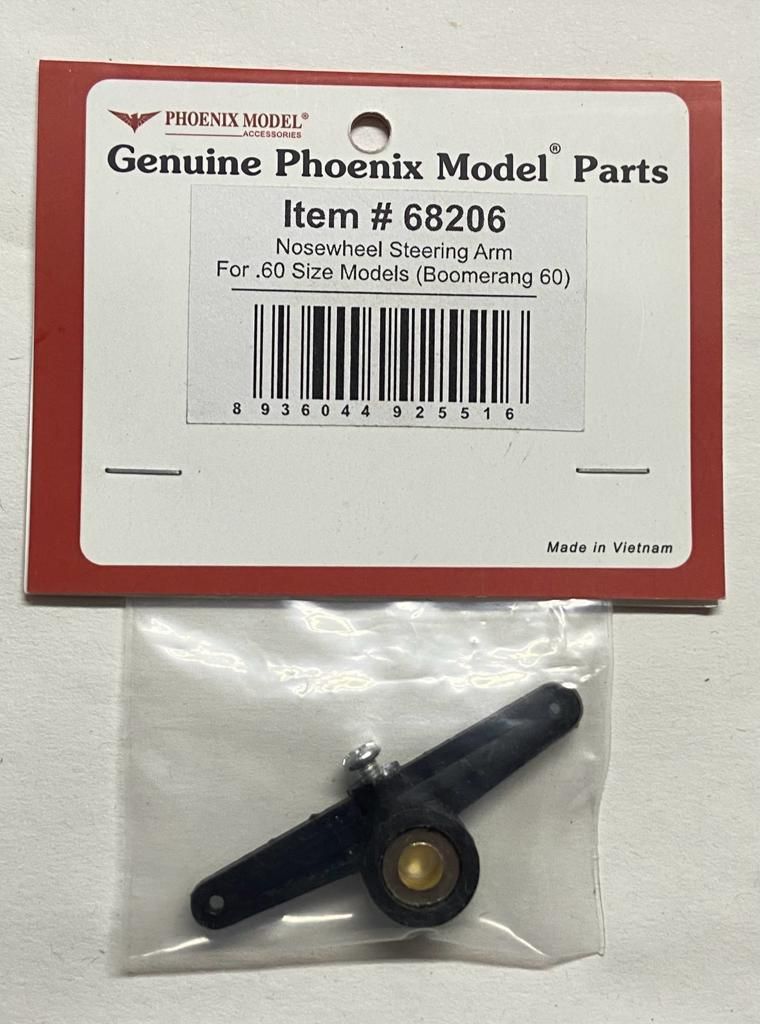 PHOENIX MODEL®
ACCESSORIES
Genuine Phoenix Model® Parts
Item # 68206
Nosewheel Steering Arm
For .60 Size Models (Boomerang 60)
8 936044 925516
Made in Vietnam